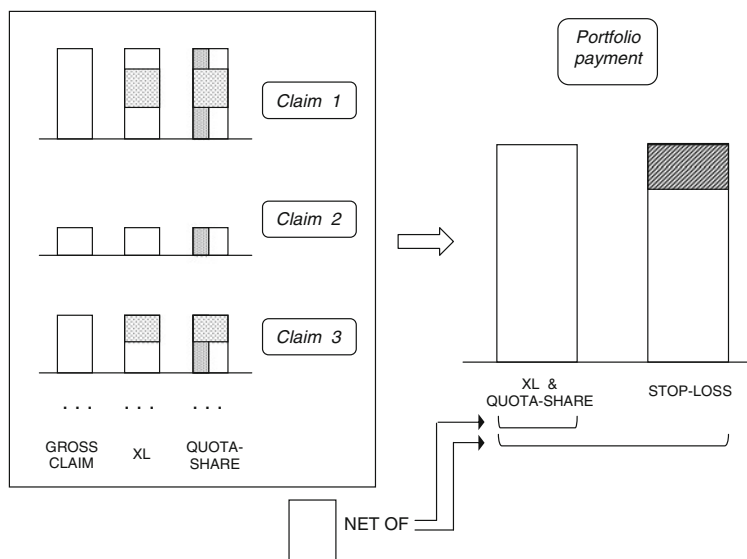 Claim 1
Claim 2
Claim 3
. . . . . . . . .
GROSS CLAIM
XL
QUOTA-SHARE
Portfolio
payment
XL &
QUOTA-SHARE
STOP-LOSS
NET OF